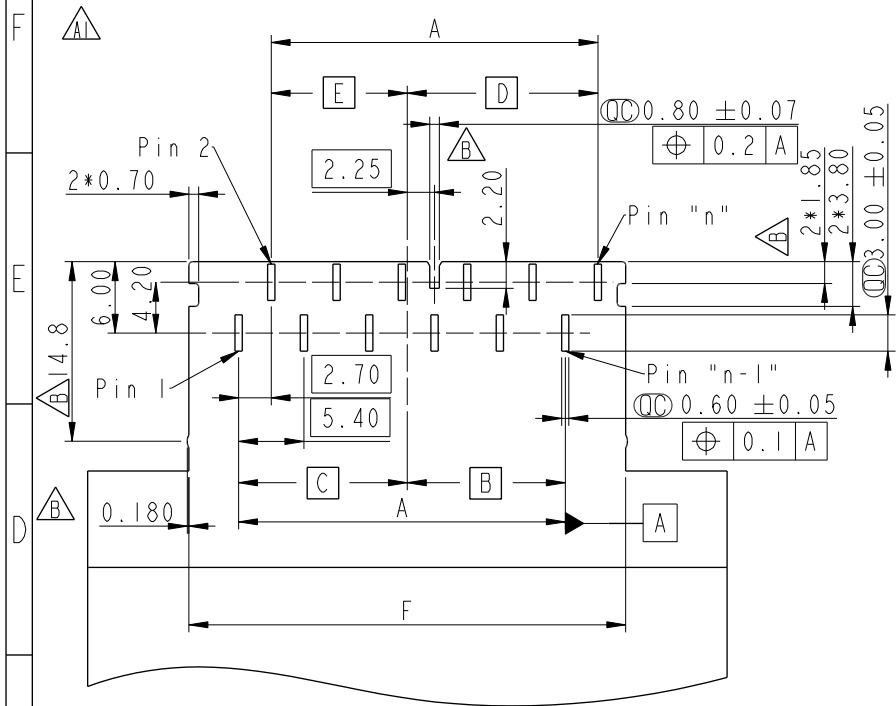 F
A1
A
E
D
QC 0.80 ±0.07
⌖ 0.2 A
B
Pin 2
2.25
2*0.70
2.20
Pin "n"
2*1.85
2*3.80
QC 3.00 ±0.05
B
E
6.00
4.20
14.8
B
Pin 1
2.70
5.40
Pin "n-1"
QC 0.60 ±0.05
⌖ 0.1 A
C
B
A
A
B
0.180
D
F